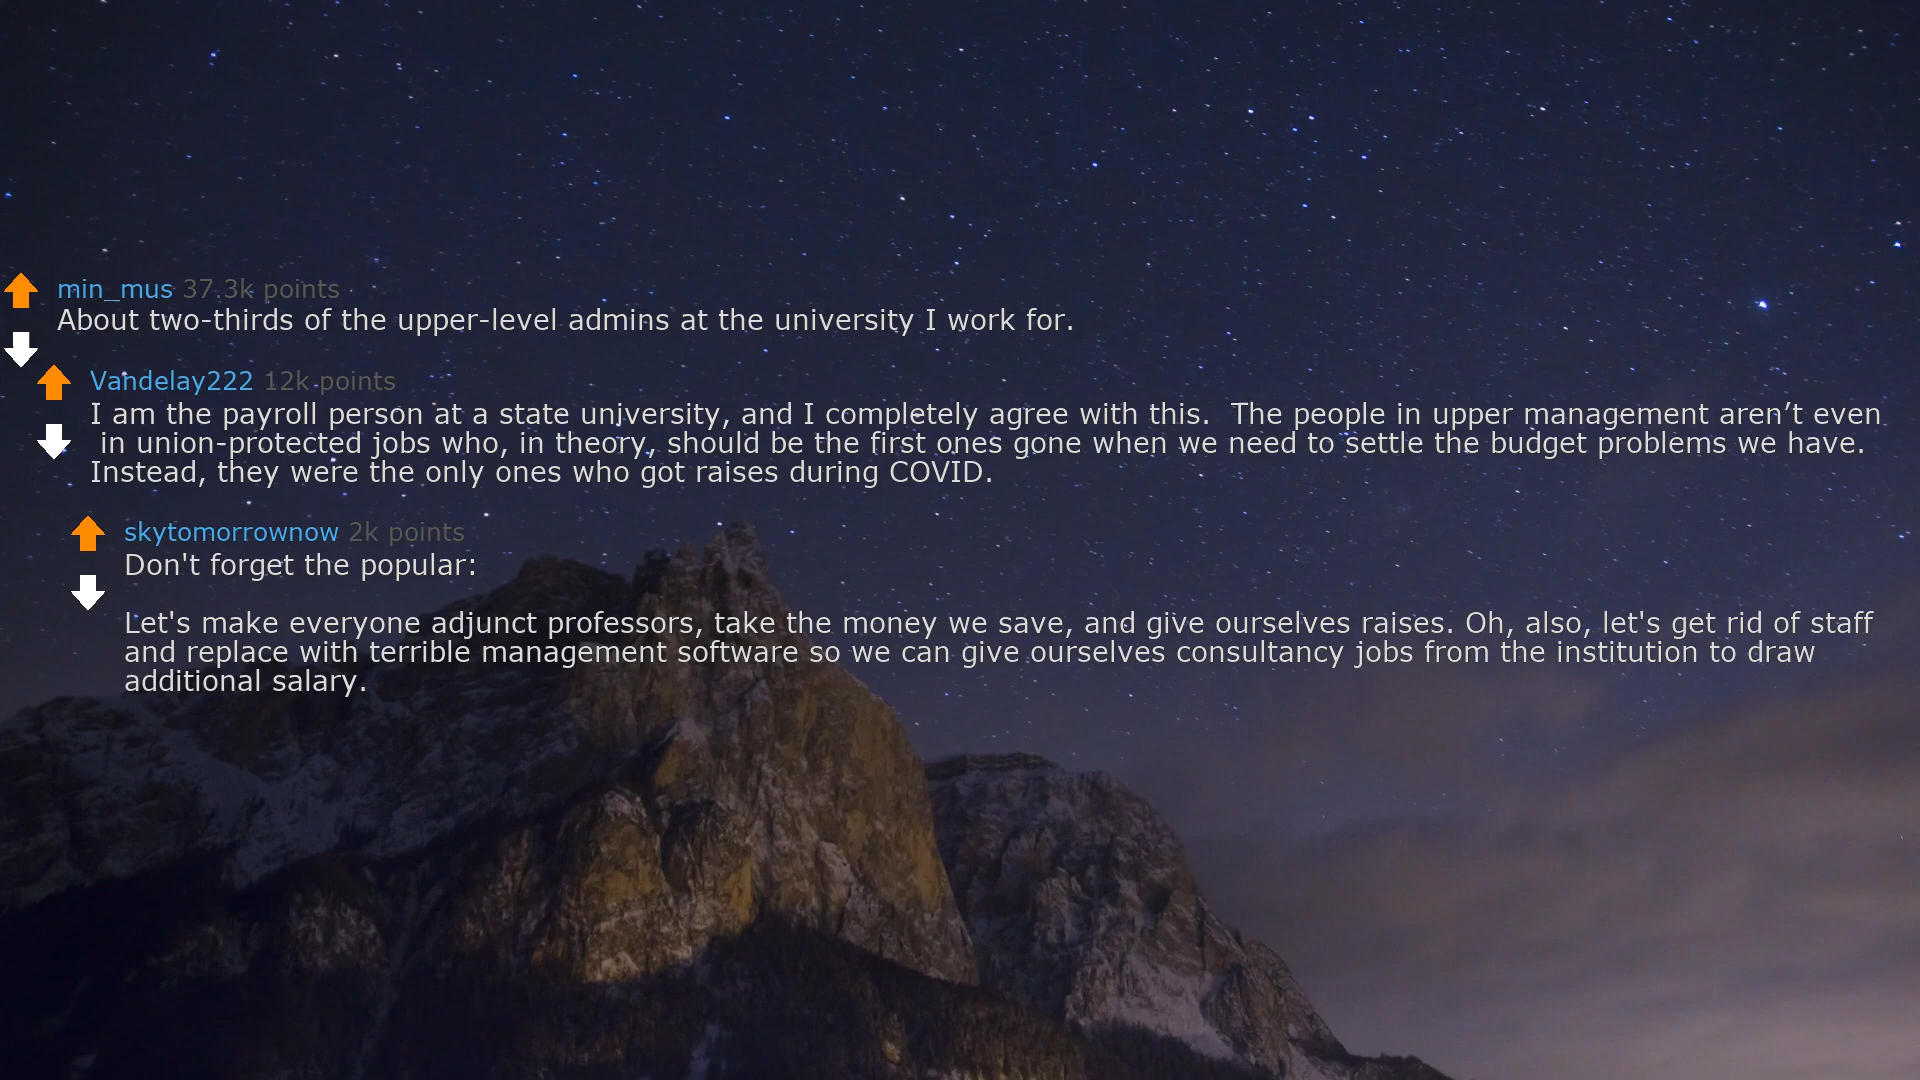 min_mus 37.3k points
About two-thirds of the upper-level admins at the university I work for.
Vandelay222 12k points
I am the payroll person at a state university, and I completely agree with this.  The people in upper management aren’t even
in union-protected jobs who, in theory, should be the first ones gone when we need to settle the budget problems we have.
Instead, they were the only ones who got raises during COVID.
skytomorrownow 2k points
Don't forget the popular:
Let's make everyone adjunct professors, take the money we save, and give ourselves raises. Oh, also, let's get rid of staff
and replace with terrible management software so we can give ourselves consultancy jobs from the institution to draw
additional salary.